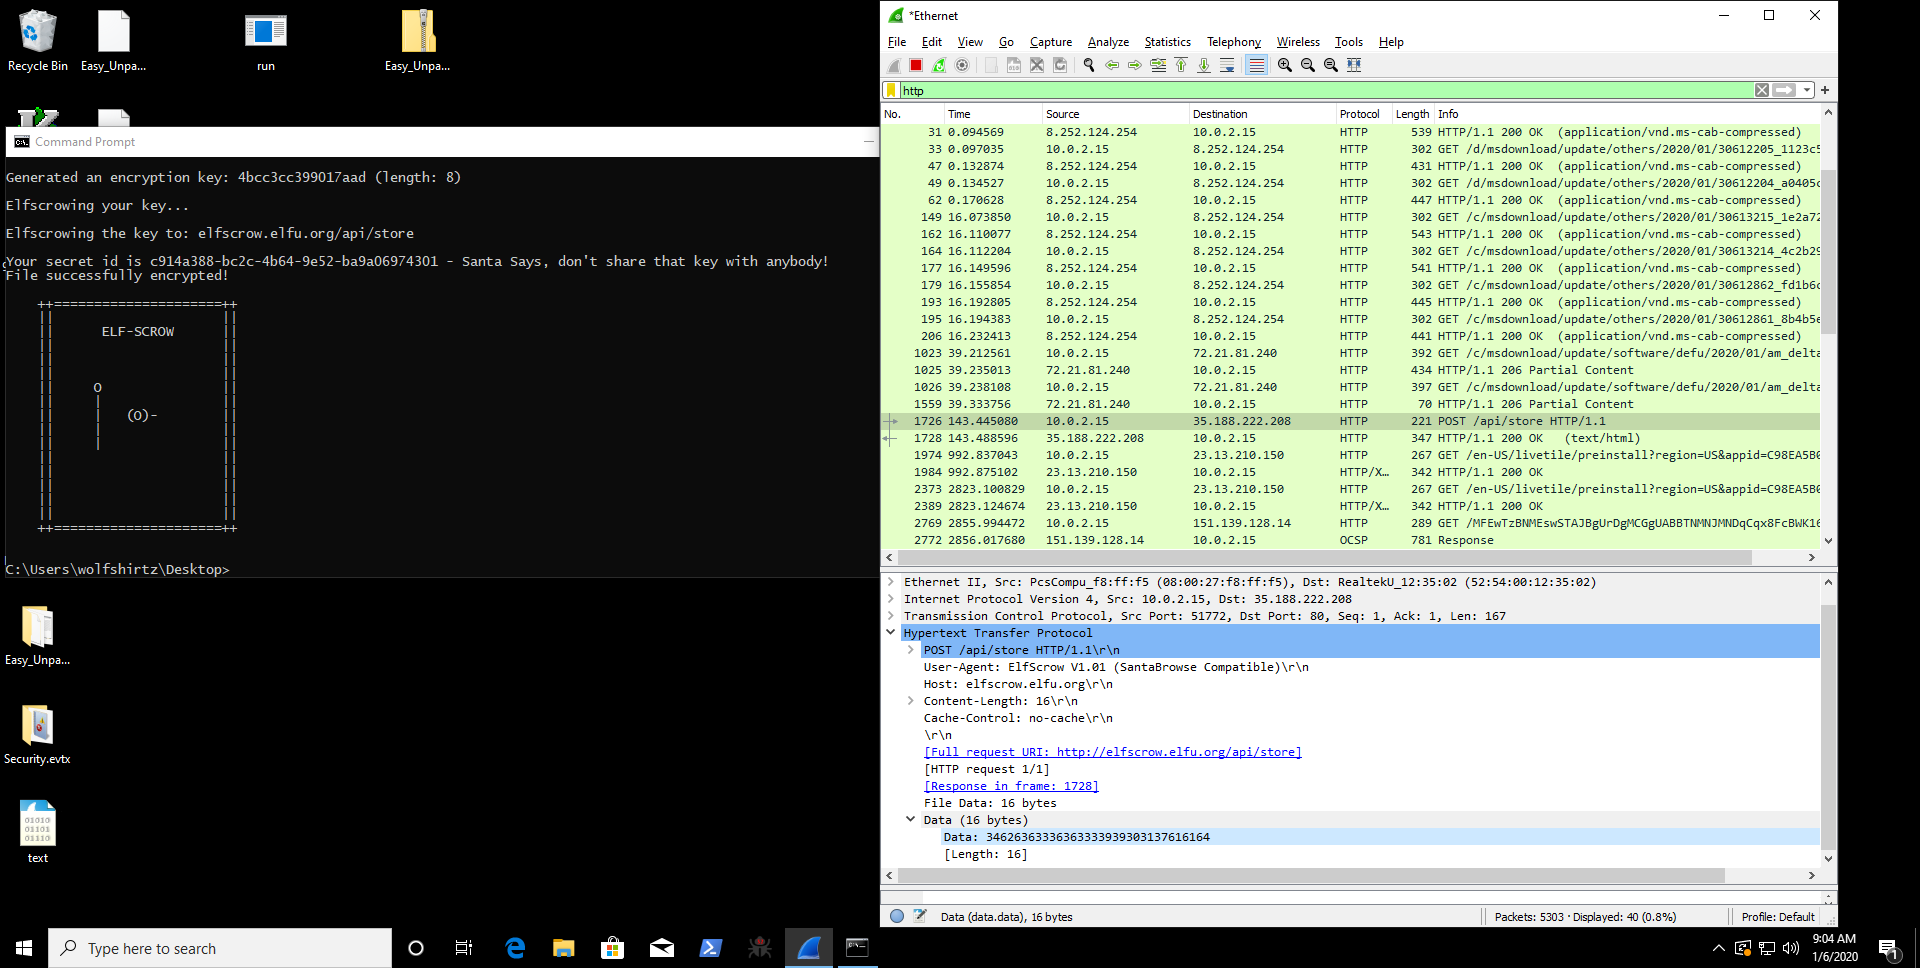 Recycle Bin
Easy_Unpa...
run
Easy_Unpa...
Command Prompt
Generated an encryption key: 4bcc3cc399017aad (length: 8)
Elfscrowing your key...
Elfscrowing the key to: elfscrow.elfu.org/api/store
Your secret id is c914a388-bc2c-4b64-9e52-ba9a06974301 - Santa Says, don't share that key with anybody!
File successfully encrypted!
++=====================++
ELF-SCROW
O
(O)-
++=====================++
C:\Users\wolfshirtz\Desktop>
Easy_Unpa...
Security.evtx
01010
01101
01110
text
*Ethernet
File Edit View Go Capture Analyze Statistics Telephony Wireless Tools Help
http
No. Time Source Destination Protocol Length Info
31 0.094569 8.252.124.254 10.0.2.15 HTTP 539 HTTP/1.1 200 OK (application/vnd.ms-cab-compressed)
33 0.097035 10.0.2.15 8.252.124.254 HTTP 302 GET /d/msdownload/update/others/2020/01/30612205_1123c5
47 0.132874 8.252.124.254 10.0.2.15 HTTP 431 HTTP/1.1 200 OK (application/vnd.ms-cab-compressed)
49 0.134527 10.0.2.15 8.252.124.254 HTTP 302 GET /d/msdownload/update/others/2020/01/30612204_a0405c
62 0.170628 8.252.124.254 10.0.2.15 HTTP 447 HTTP/1.1 200 OK (application/vnd.ms-cab-compressed)
149 16.073850 10.0.2.15 8.252.124.254 HTTP 302 GET /c/msdownload/update/others/2020/01/30613215_1e2a72
162 16.110077 8.252.124.254 10.0.2.15 HTTP 543 HTTP/1.1 200 OK (application/vnd.ms-cab-compressed)
164 16.112204 10.0.2.15 8.252.124.254 HTTP 302 GET /c/msdownload/update/others/2020/01/30613214_4c2b29
177 16.149596 8.252.124.254 10.0.2.15 HTTP 541 HTTP/1.1 200 OK (application/vnd.ms-cab-compressed)
179 16.155854 10.0.2.15 8.252.124.254 HTTP 302 GET /c/msdownload/update/others/2020/01/30612862_fd1b6c
193 16.192805 8.252.124.254 10.0.2.15 HTTP 445 HTTP/1.1 200 OK (application/vnd.ms-cab-compressed)
195 16.194383 10.0.2.15 8.252.124.254 HTTP 302 GET /c/msdownload/update/others/2020/01/30612861_8b4b5e
206 16.232413 8.252.124.254 10.0.2.15 HTTP 441 HTTP/1.1 200 OK (application/vnd.ms-cab-compressed)
1023 39.212561 10.0.2.15 72.21.81.240 HTTP 392 GET /c/msdownload/update/software/defu/2020/01/am_delta
1025 39.235013 72.21.81.240 10.0.2.15 HTTP 434 HTTP/1.1 206 Partial Content
1026 39.238108 10.0.2.15 72.21.81.240 HTTP 397 GET /c/msdownload/update/software/defu/2020/01/am_delta
1559 39.333756 72.21.81.240 10.0.2.15 HTTP 70 HTTP/1.1 206 Partial Content
1726 143.445080 10.0.2.15 35.188.222.208 HTTP 221 POST /api/store HTTP/1.1
1728 143.488596 35.188.222.208 10.0.2.15 HTTP 347 HTTP/1.1 200 OK (text/html)
1974 992.837043 10.0.2.15 23.13.210.150 HTTP 267 GET /en-US/livetile/preinstall?region=US&appid=C98EA5B0
1984 992.875102 23.13.210.150 10.0.2.15 HTTP/X... 342 HTTP/1.1 200 OK
2373 2823.100829 10.0.2.15 23.13.210.150 HTTP 267 GET /en-US/livetile/preinstall?region=US&appid=C98EA5B0
2389 2823.124674 23.13.210.150 10.0.2.15 HTTP/X... 342 HTTP/1.1 200 OK
2769 2855.994472 10.0.2.15 151.139.128.14 HTTP 289 GET /MFEwTzBNMEswSTAJBgUrDgMCGgUABBTNMNJMNDqCqx8FcBWK16
2772 2856.017680 151.139.128.14 10.0.2.15 OCSP 781 Response
Ethernet II, Src: PcsCompu_f8:ff:f5 (08:00:27:f8:ff:f5), Dst: RealtekU_12:35:02 (52:54:00:12:35:02)
Internet Protocol Version 4, Src: 10.0.2.15, Dst: 35.188.222.208
Transmission Control Protocol, Src Port: 51772, Dst Port: 80, Seq: 1, Ack: 1, Len: 167
Hypertext Transfer Protocol
POST /api/store HTTP/1.1\r\n
User-Agent: ElfScrow V1.01 (SantaBrowse Compatible)\r\n
Host: elfscrow.elfu.org\r\n
Content-Length: 16\r\n
Cache-Control: no-cache\r\n
\r\n
[Full request URI: http://elfscrow.elfu.org/api/store]
[HTTP request 1/1]
[Response in frame: 1728]
File Data: 16 bytes
Data (16 bytes)
Data: 34626363336363333939303137616164
[Length: 16]
Data (data.data), 16 bytes
Packets: 5303 · Displayed: 40 (0.8%)
Profile: Default
Type here to search
9:04 AM
1/6/2020
1